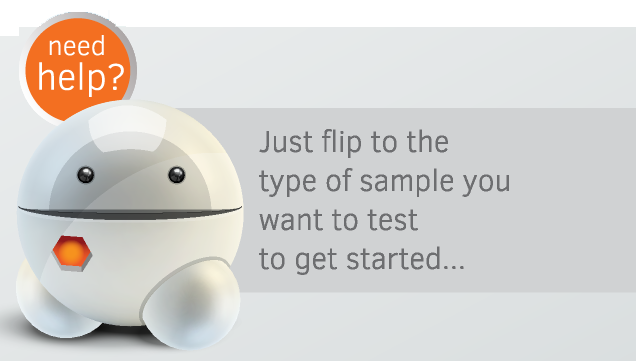 need
help?
Just flip to the
type of sample you
want to test
to get started...